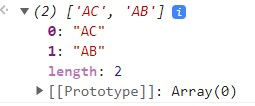 (2) ['AC', 'AB'] i
0: "AC"
1: "AB"
length: 2
[[Prototype]]: Array(0)